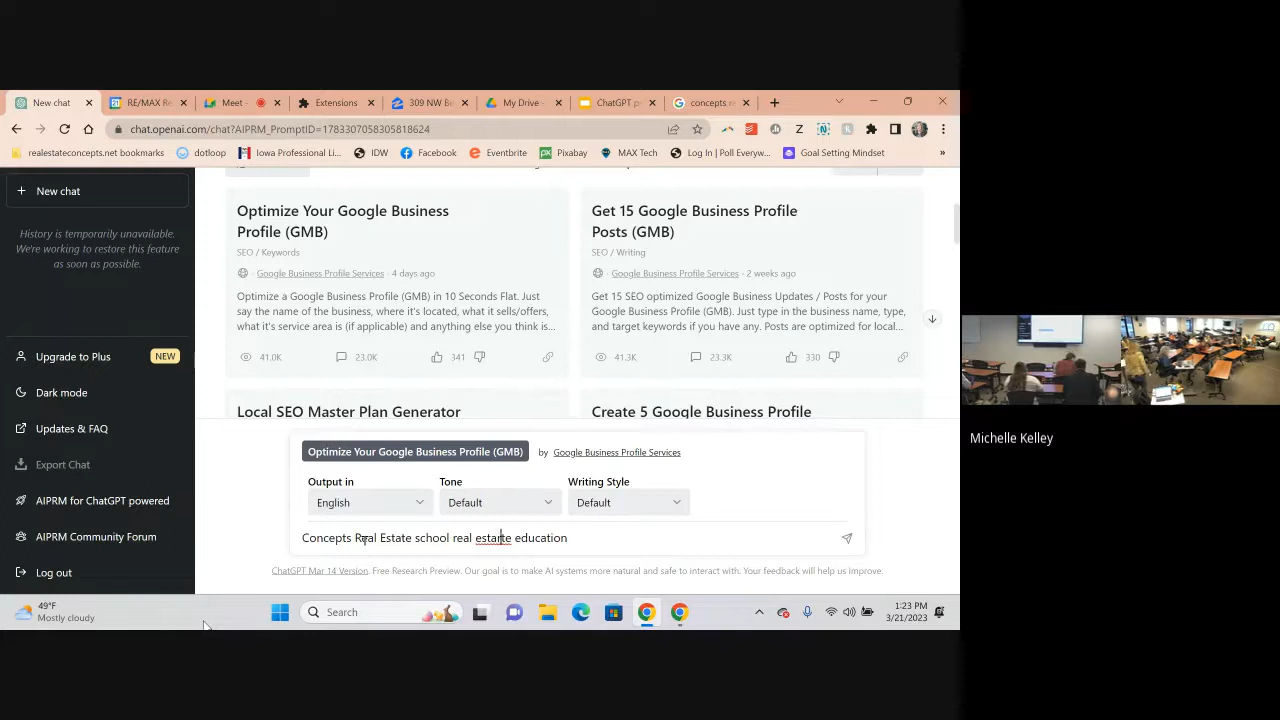 New chat
RE/MAX Re
Meet -
Extensions
309 NW Be
My Drive -
ChatGPT p
concepts re
chat.openai.com/chat?AIPRM_PromptID=1783307058305818624
realestateconcepts.net bookmarks
dotloop
Iowa Professional Li...
IDW
Facebook
Eventbrite
Pixabay
MAX Tech
Log In | Poll Everyw...
Goal Setting Mindset
New chat
History is temporarily unavailable.
We're working to restore this feature
as soon as possible.
Upgrade to Plus
NEW
Dark mode
Updates & FAQ
Export Chat
AIPRM for ChatGPT powered
AIPRM Community Forum
Log out
Optimize Your Google Business
Profile (GMB)
SEO / Keywords
· Google Business Profile Services · 4 days ago
Optimize a Google Business Profile (GMB) in 10 Seconds Flat. Just
say the name of the business, where it's located, what it sells/offers,
what it's service area is (if applicable) and anything else you think is...
41.0K
23.0K
341
Get 15 Google Business Profile
Posts (GMB)
SEO / Writing
· Google Business Profile Services · 2 weeks ago
Get 15 SEO optimized Google Business Updates / Posts for your
Google Business Profile (GMB). Just type in the business name, type,
and target keywords if you have any. Posts are optimized for local...
41.3K
23.3K
330
Local SEO Master Plan Generator
Create 5 Google Business Profile
Optimize Your Google Business Profile (GMB)
by Google Business Profile Services
Output in
Tone
Writing Style
English
Default
Default
Concepts Real Estate school real estarte education
ChatGPT Mar 14 Version. Free Research Preview. Our goal is to make AI systems more natural and safe to interact with. Your feedback will help us improve.
49°F
Mostly cloudy
Search
1:23 PM
3/21/2023
Michelle Kelley